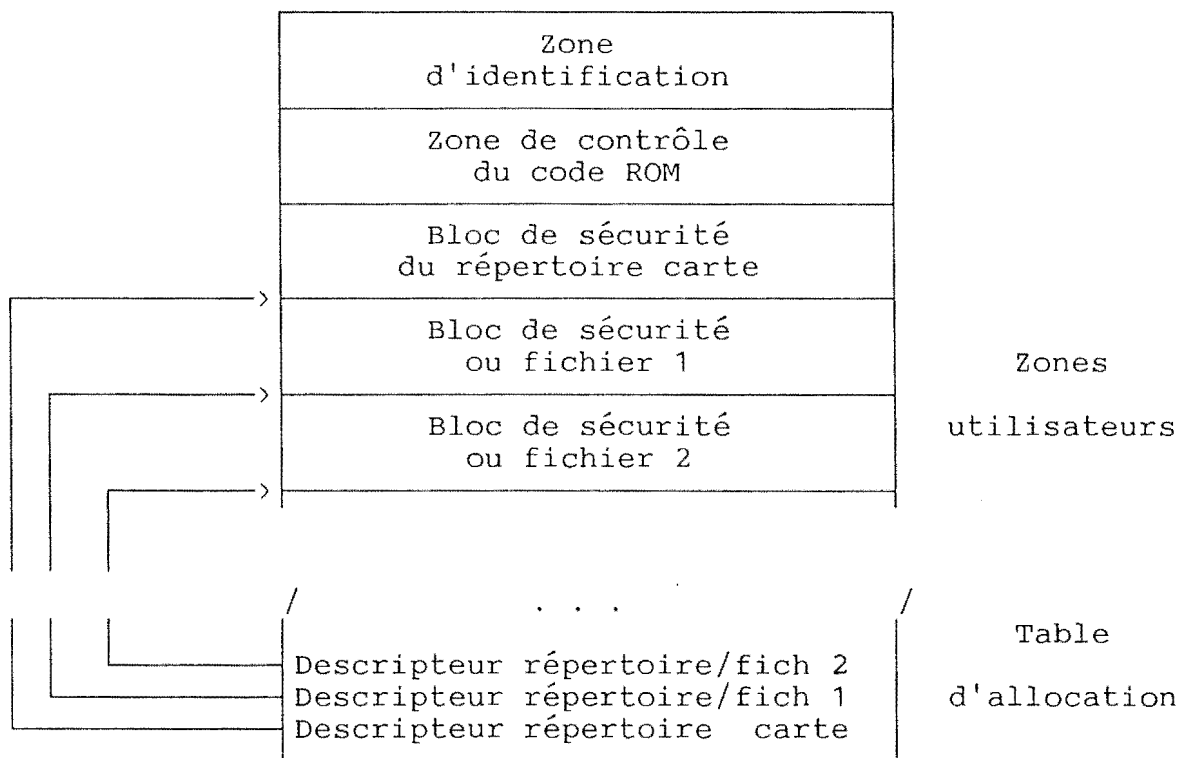 Zone
d'identification
Zone de contrôle
du code ROM
Bloc de sécurité
du répertoire carte
Bloc de sécurité
ou fichier 1
Zones
Bloc de sécurité
utilisateurs
ou fichier 2
/ . . . /
Table
Descripteur répertoire/fich 2
Descripteur répertoire/fich 1
d'allocation
Descripteur répertoire carte